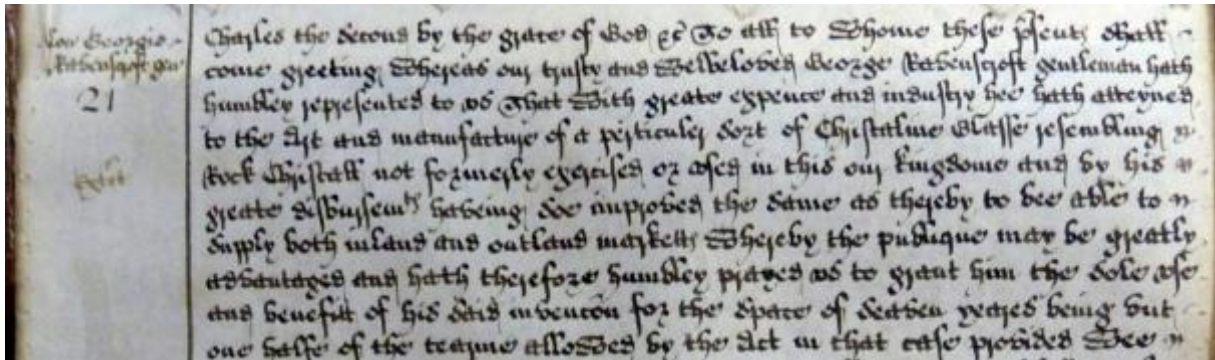 Con Georgio
Ravenscroft gen
21
Charles the Second by the grace of God &c To all to Whome these p̱sents shall
come greeting Whereas our trusty and Welbeloved George Ravenscroft gentleman hath
humbley represented to us That With greate expence and industry hee hath atteyned
to the Art and manufacture of a perticuler Sort of Christaline Glasse resembling
Rock Christall not formerly exercised or used in this our kingdome and by his
greate disbursemts haveing soe improved the same as thereby to bee able to
supply both inland and outland marketts Whereby the publique may be greatly
advantaged and hath therefore humbley prayed us to grant him the sole use
and benefitt of his said invencon for the space of seaven yeares being but
one halfe of the tearme allowed by the Act in that case provided Wee